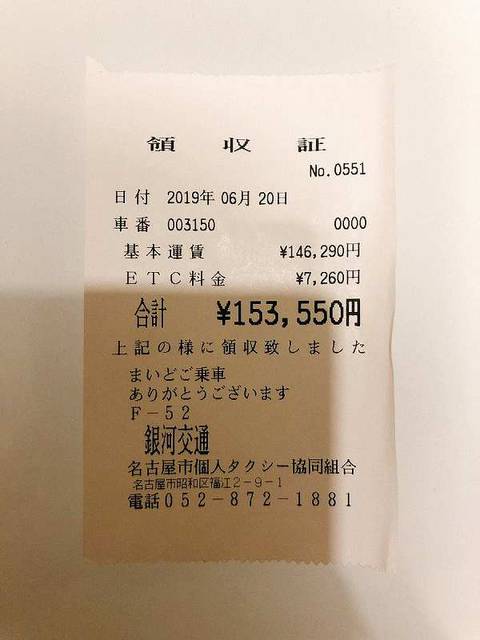 領収証
No.0551
日付 2019年 06月 20日
車番 003150 0000
基本運賃 ¥146,290円
ETC料金 ¥7,260円
合計 ¥153,550円
上記の様に領収致しました
まいどご乗車
ありがとうございます
F-52
銀河交通
名古屋市個人タクシー協同組合
名古屋市昭和区福江2-9-1
電話052-872-1881